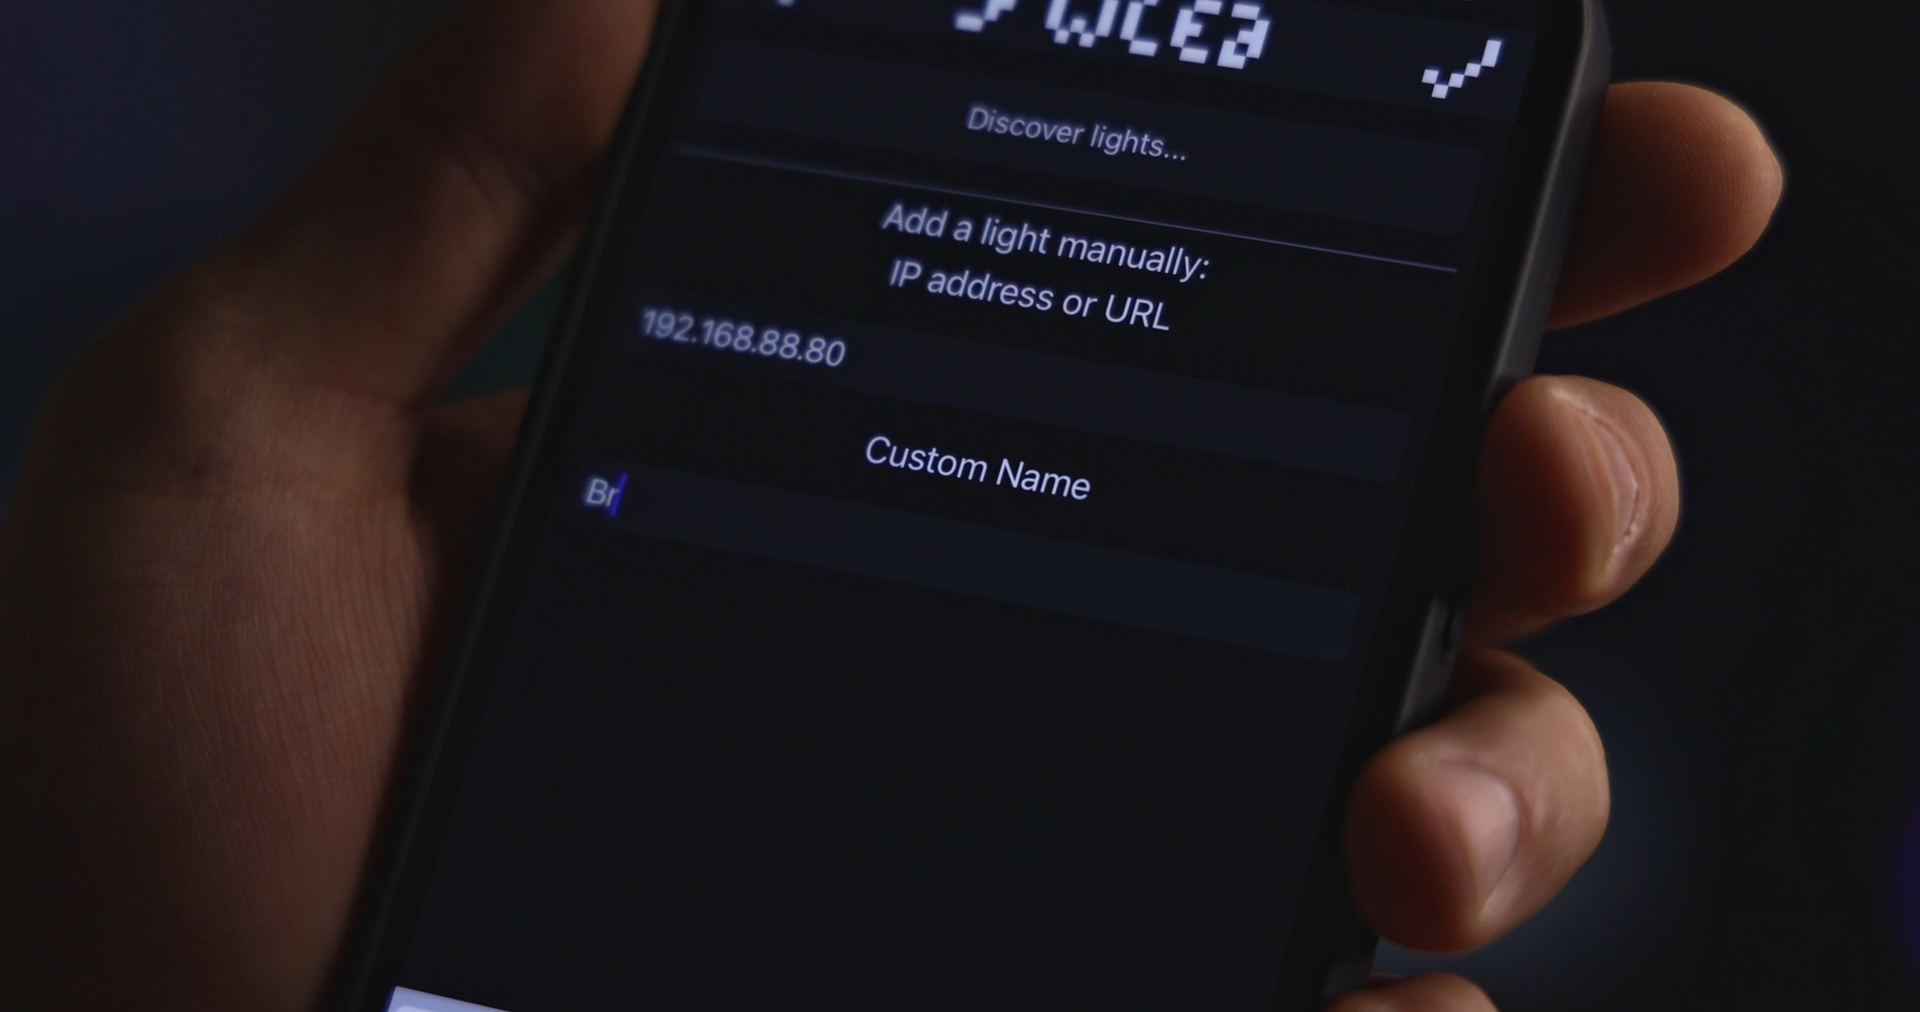 Discover lights...
Add a light manually:
IP address or URL
192.168.88.80
Custom Name
Br